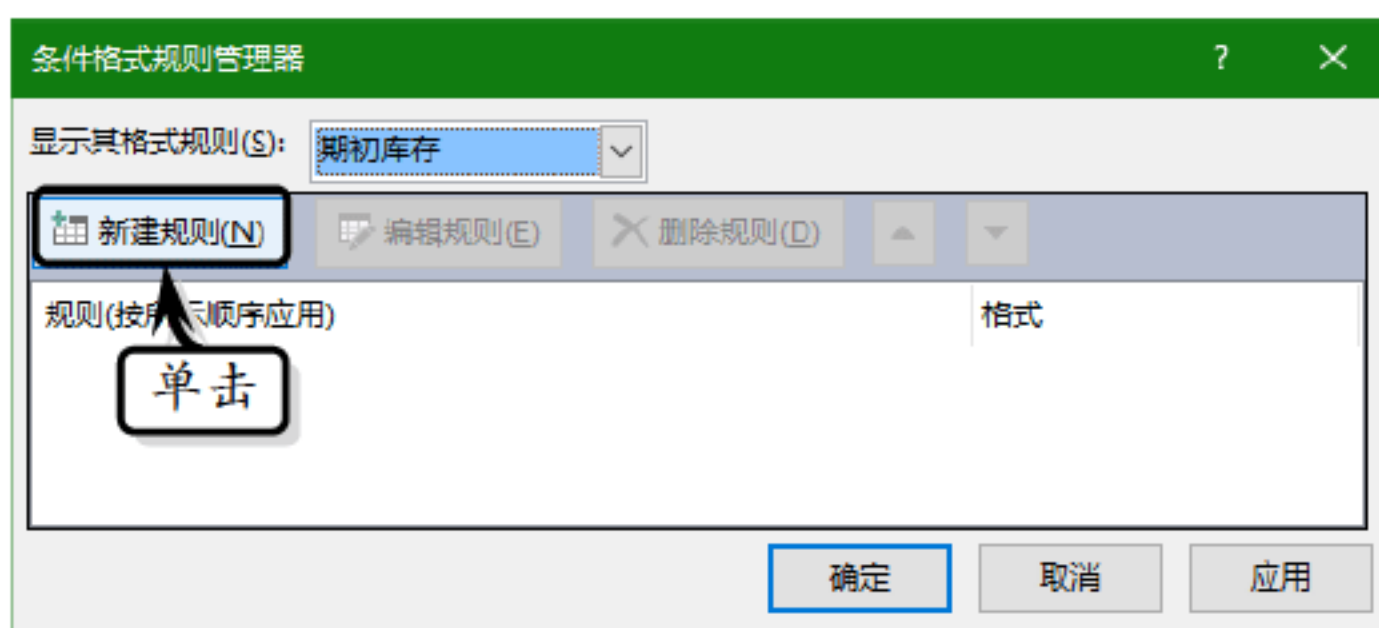 条件格式规则管理器 ?
显示其格式规则(S): 期初库存
新建规则(N) 编辑规则(E) 删除规则(D)
规则(按 示顺序应用) 格式
单击
确定 取消 应用